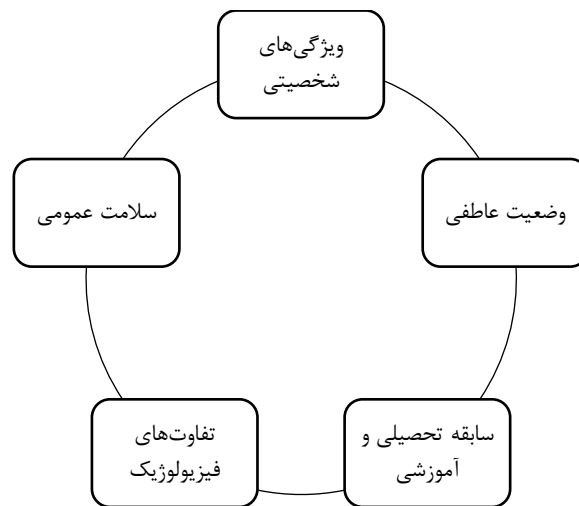 ویژگی‌های
شخصیتی
وضعیت عاطفی
سابقه تحصیلی و
آموزشی
تفاوت‌های
فیزیولوژیک
سلامت عمومی